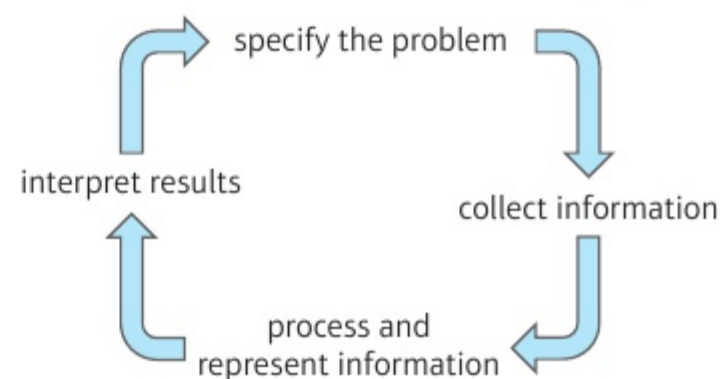 specify the problem
collect information
process and
represent information
interpret results